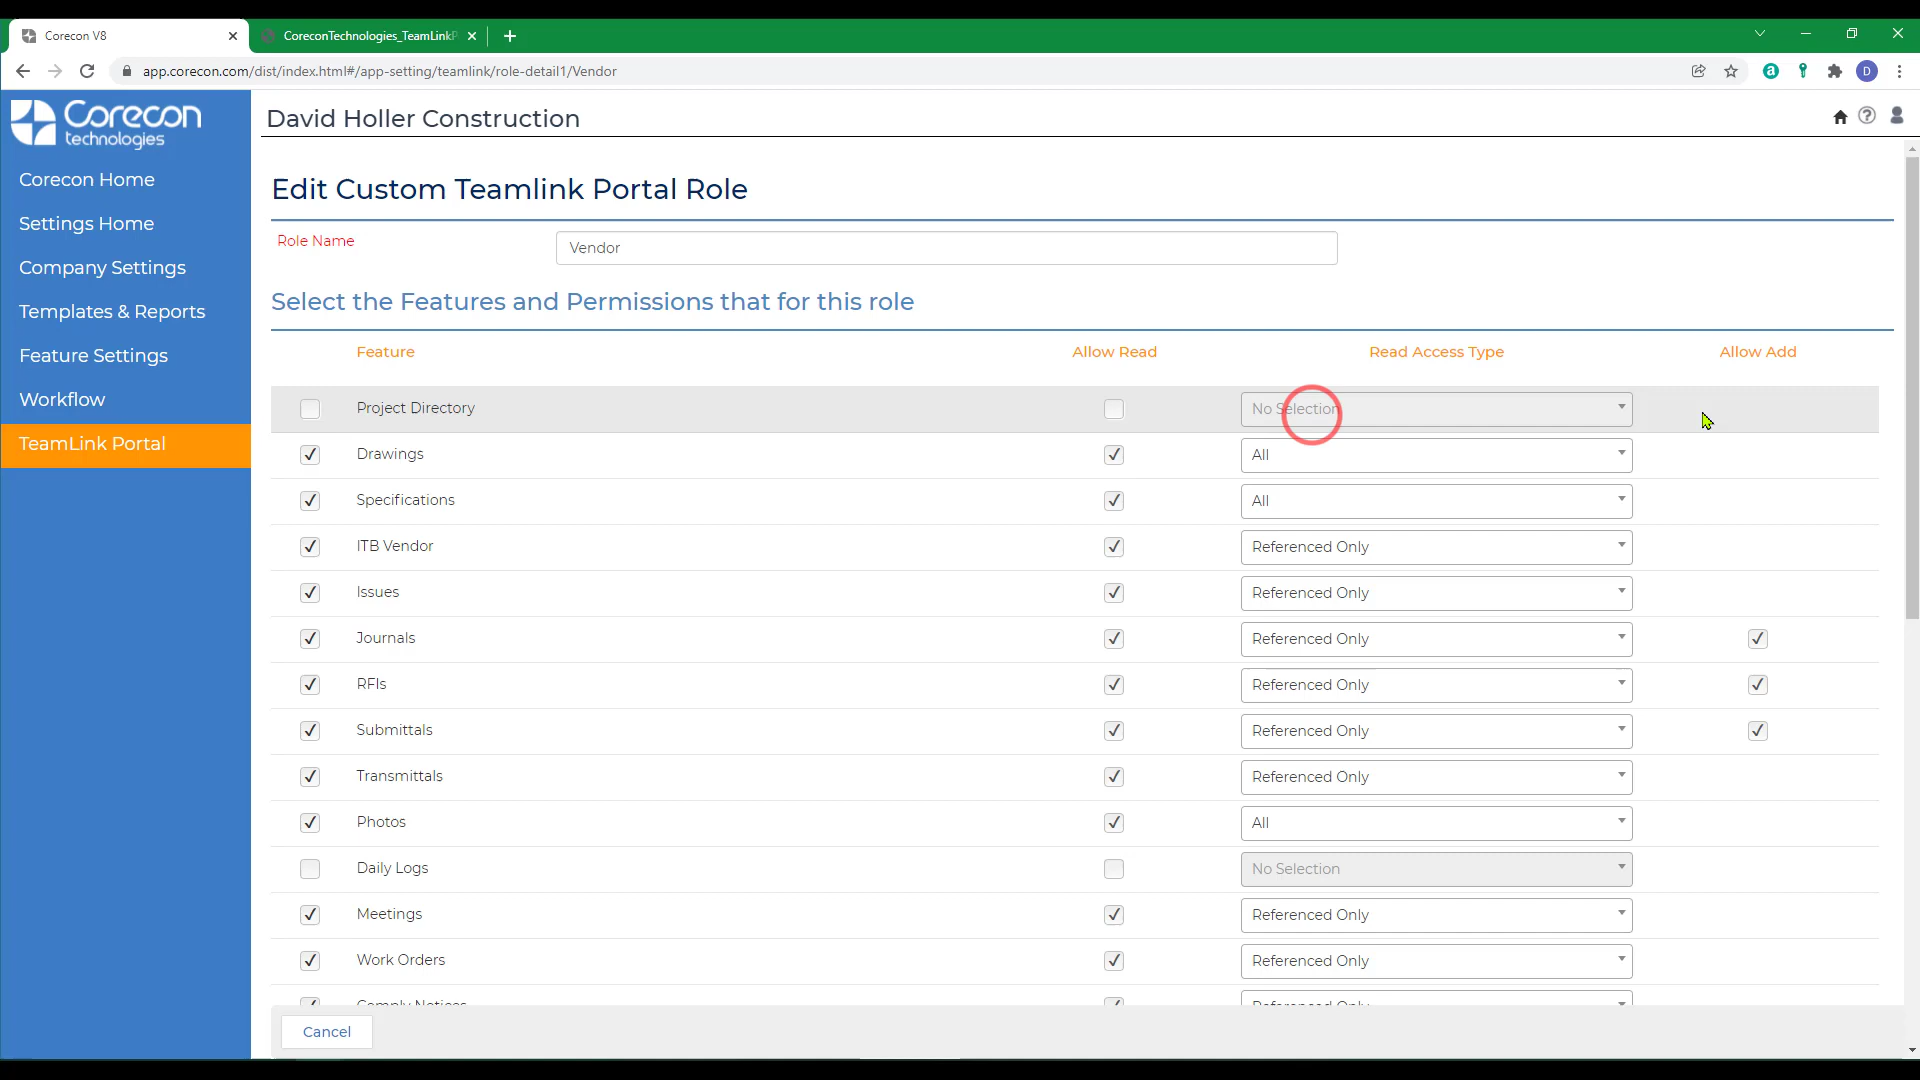 Corecon V8
CoreconTechnologies_TeamLinkP
app.corecon.com/dist/index.html#/app-setting/teamlink/role-detail1/Vendor
a
D
Corecon
technologies
David Holler Construction
?
Corecon Home
Settings Home
Company Settings
Templates & Reports
Feature Settings
Workflow
TeamLink Portal
Edit Custom Teamlink Portal Role
Role Name
Vendor
Select the Features and Permissions that for this role
Feature Allow Read Read Access Type Allow Add
Project Directory No Selection
Drawings All
Specifications All
ITB Vendor Referenced Only
Issues Referenced Only
Journals Referenced Only
RFIs Referenced Only
Submittals Referenced Only
Transmittals Referenced Only
Photos All
Daily Logs No Selection
Meetings Referenced Only
Work Orders Referenced Only
Comply Notices Referenced Only
Cancel